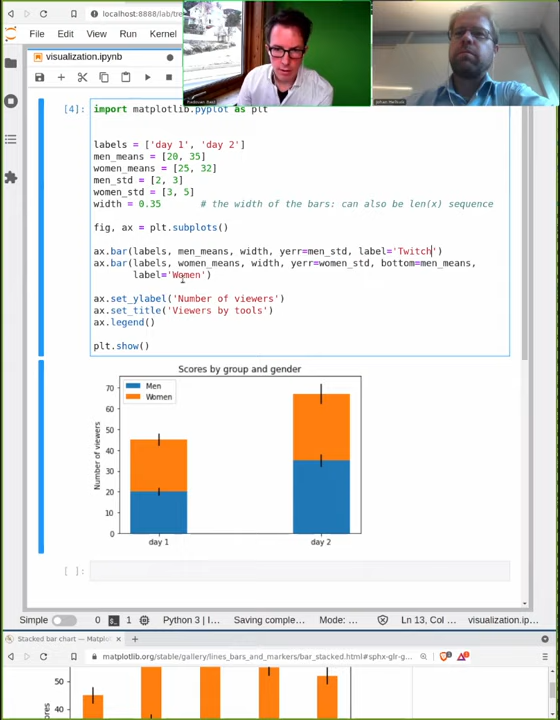 localhost:8888/lab/tre
File Edit View Run Kernel
visualization.ipynb
[4]: import matplotlib.pyplot as plt
labels = ['day 1', 'day 2']
men_means = [20, 35]
women_means = [25, 32]
men_std = [2, 3]
women_std = [3, 5]
width = 0.35 # the width of the bars: can also be len(x) sequence
fig, ax = plt.subplots()
ax.bar(labels, men_means, width, yerr=men_std, label='Twitch')
ax.bar(labels, women_means, width, yerr=women_std, bottom=men_means,
label='Women')
ax.set_ylabel('Number of viewers')
ax.set_title('Viewers by tools')
ax.legend()
plt.show()
Scores by group and gender
Men
Women
Number of viewers
70
60
50
40
30
20
10
0
day 1 day 2
[ ]:
Simple 0 1 Python 3 | I... Saving comple... Mode: ... Ln 13, Col ... visualization.ip...
Stacked bar chart — Matplotl
matplotlib.org/stable/gallery/lines_bars_and_markers/bar_stacked.html#sphx-glr-g...
50
40